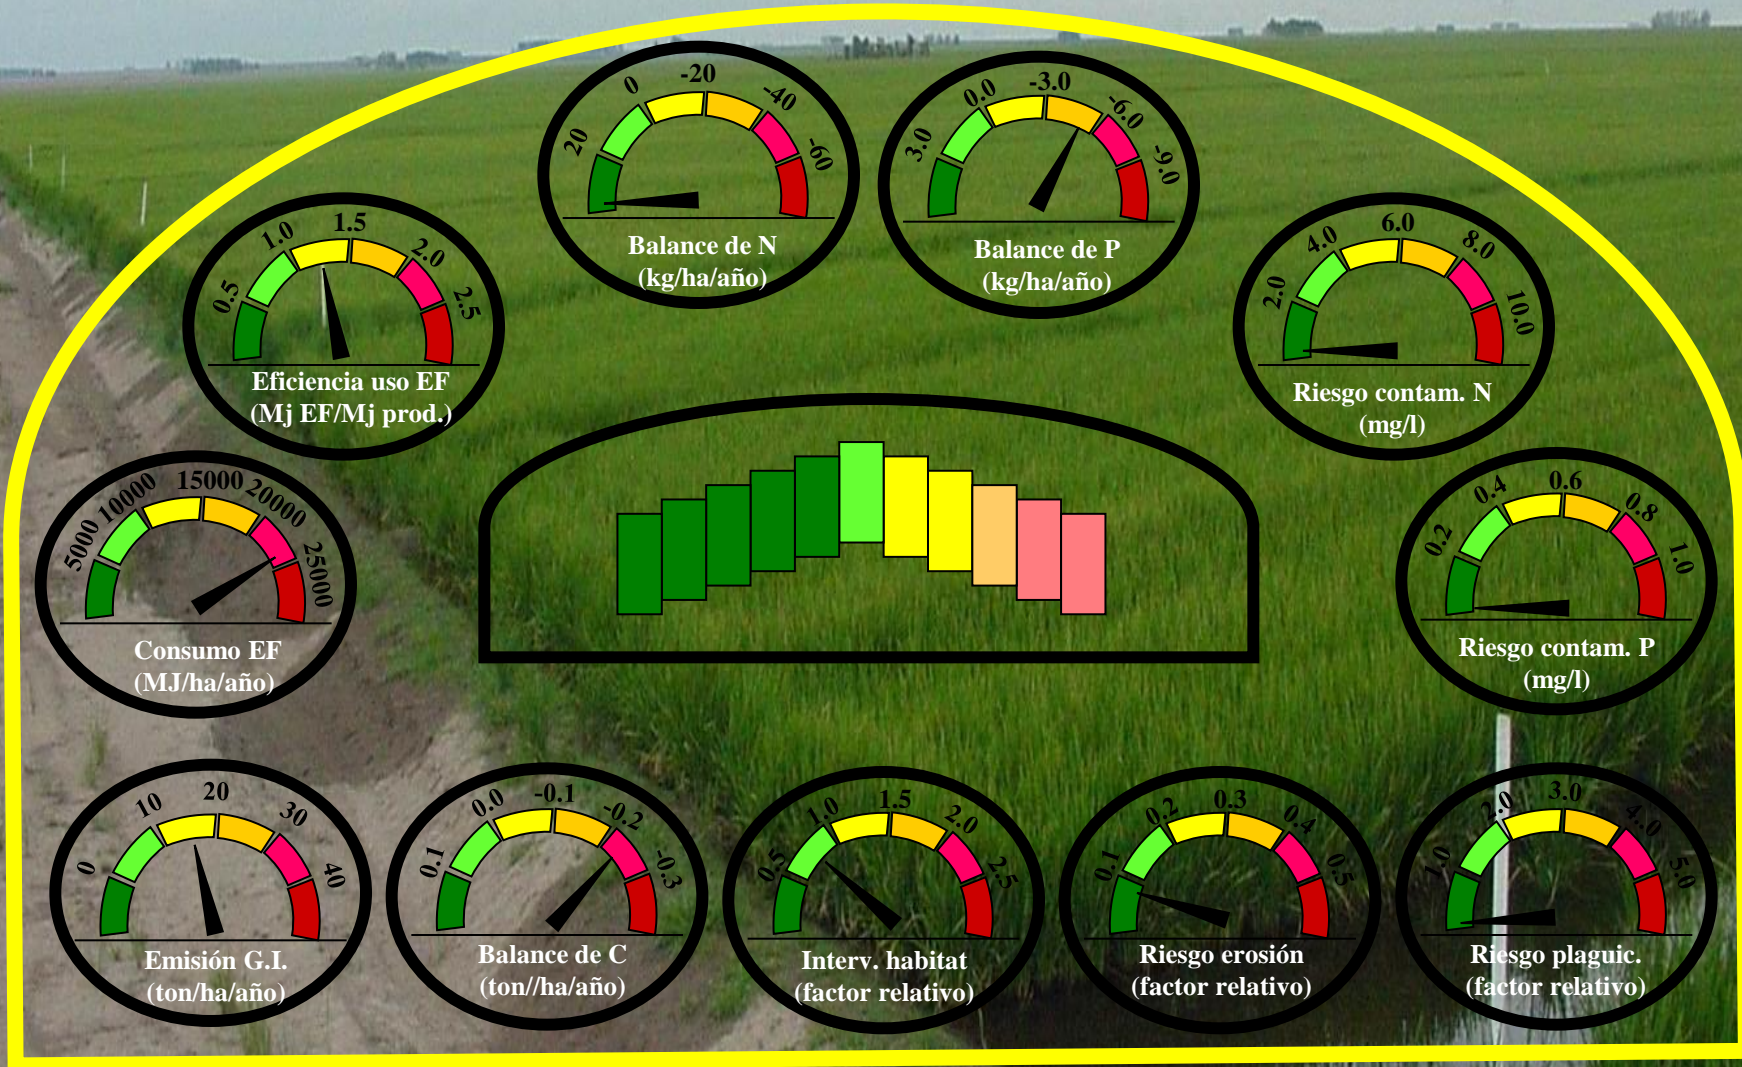 20 0 -20 -40 -60
Balance de N
(kg/ha/año)
3.0 0.0 -3.0 -6.0 -9.0
Balance de P
(kg/ha/año)
0.5 1.0 1.5 2.0 2.5
Eficiencia uso EF
(Mj EF/Mj prod.)
2.0 4.0 6.0 8.0 10.0
Riesgo contam. N
(mg/l)
5000 10000 15000 20000 25000
Consumo EF
(MJ/ha/año)
0.2 0.4 0.6 0.8 1.0
Riesgo contam. P
(mg/l)
0 10 20 30 40
Emisión G.I.
(ton/ha/año)
0.1 0.0 -0.1 -0.2 -0.3
Balance de C
(ton//ha/año)
0.5 1.0 1.5 2.0 2.5
Interv. habitat
(factor relativo)
0.1 0.2 0.3 0.4 0.5
Riesgo erosión
(factor relativo)
1.0 2.0 3.0 4.0 5.0
Riesgo plaguic.
(factor relativo)